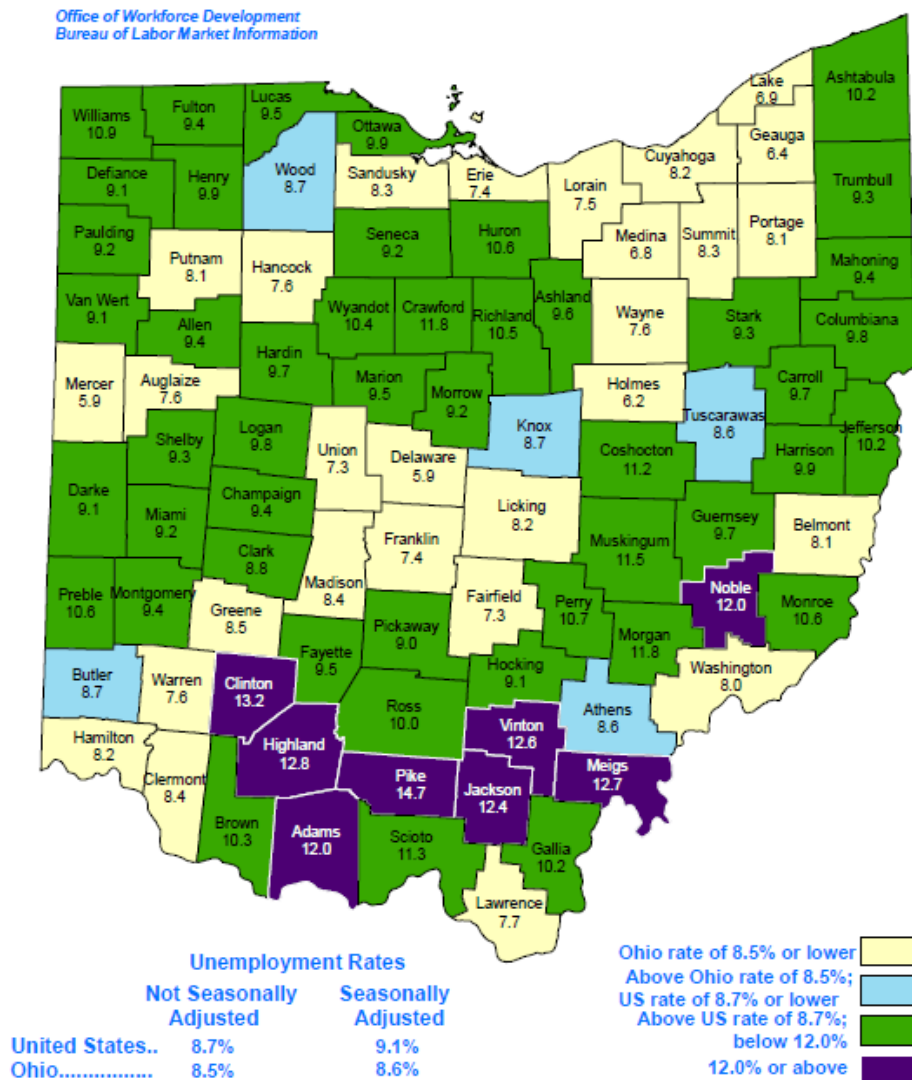 Office of Workforce Development
Bureau of Labor Market Information
Lake
6.9
Ashtabula
10.2
Williams
10.9
Fulton
9.4
Lucas
9.5
Ottawa
9.9
Geauga
6.4
Cuyahoga
8.2
Defiance
9.1
Henry
9.9
Wood
8.7
Sandusky
8.3
Erie
7.4
Lorain
7.5
Trumbull
9.3
Paulding
9.2
Seneca
9.2
Huron
10.6
Medina
6.8
Summit
8.3
Portage
8.1
Putnam
8.1
Hancock
7.6
Mahoning
9.4
Van Wert
9.1
Allen
9.4
Wyandot
10.4
Crawford
11.8
Richland
10.5
Ashland
9.6
Wayne
7.6
Stark
9.3
Columbiana
9.8
Hardin
9.7
Mercer
5.9
Auglaize
7.6
Marion
9.5
Morrow
9.2
Holmes
6.2
Carroll
9.7
Tuscarawas
8.6
Jefferson
10.2
Logan
9.8
Shelby
9.3
Union
7.3
Delaware
5.9
Knox
8.7
Coshocton
11.2
Harrison
9.9
Darke
9.1
Champaign
9.4
Miami
9.2
Licking
8.2
Guernsey
9.7
Belmont
8.1
Franklin
7.4
Muskingum
11.5
Clark
8.8
Madison
8.4
Noble
12.0
Preble
10.6
Montgomery
9.4
Greene
8.5
Fairfield
7.3
Perry
10.7
Monroe
10.6
Pickaway
9.0
Morgan
11.8
Fayette
9.5
Hocking
9.1
Washington
8.0
Butler
8.7
Warren
7.6
Clinton
13.2
Ross
10.0
Athens
8.6
Vinton
12.6
Hamilton
8.2
Highland
12.8
Meigs
12.7
Clermont
8.4
Pike
14.7
Jackson
12.4
Brown
10.3
Adams
12.0
Scioto
11.3
Gallia
10.2
Lawrence
7.7
Unemployment Rates
Not Seasonally Adjusted
Seasonally Adjusted
United States.. 8.7% 9.1%
Ohio................ 8.5% 8.6%
Ohio rate of 8.5% or lower
Above Ohio rate of 8.5%;
US rate of 8.7% or lower
Above US rate of 8.7%;
below 12.0%
12.0% or above